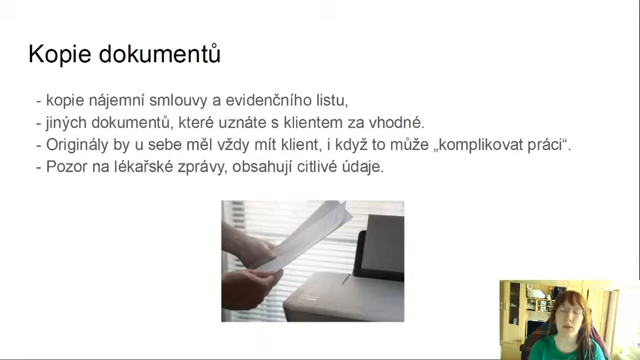 Kopie dokumentů
- kopie nájemní smlouvy a evidenčního listu,
- jiných dokumentů, které uznáte s klientem za vhodné.
- Originály by u sebe měl vždy mít klient, i když to může „komplikovat práci“.
- Pozor na lékařské zprávy, obsahují citlivé údaje.